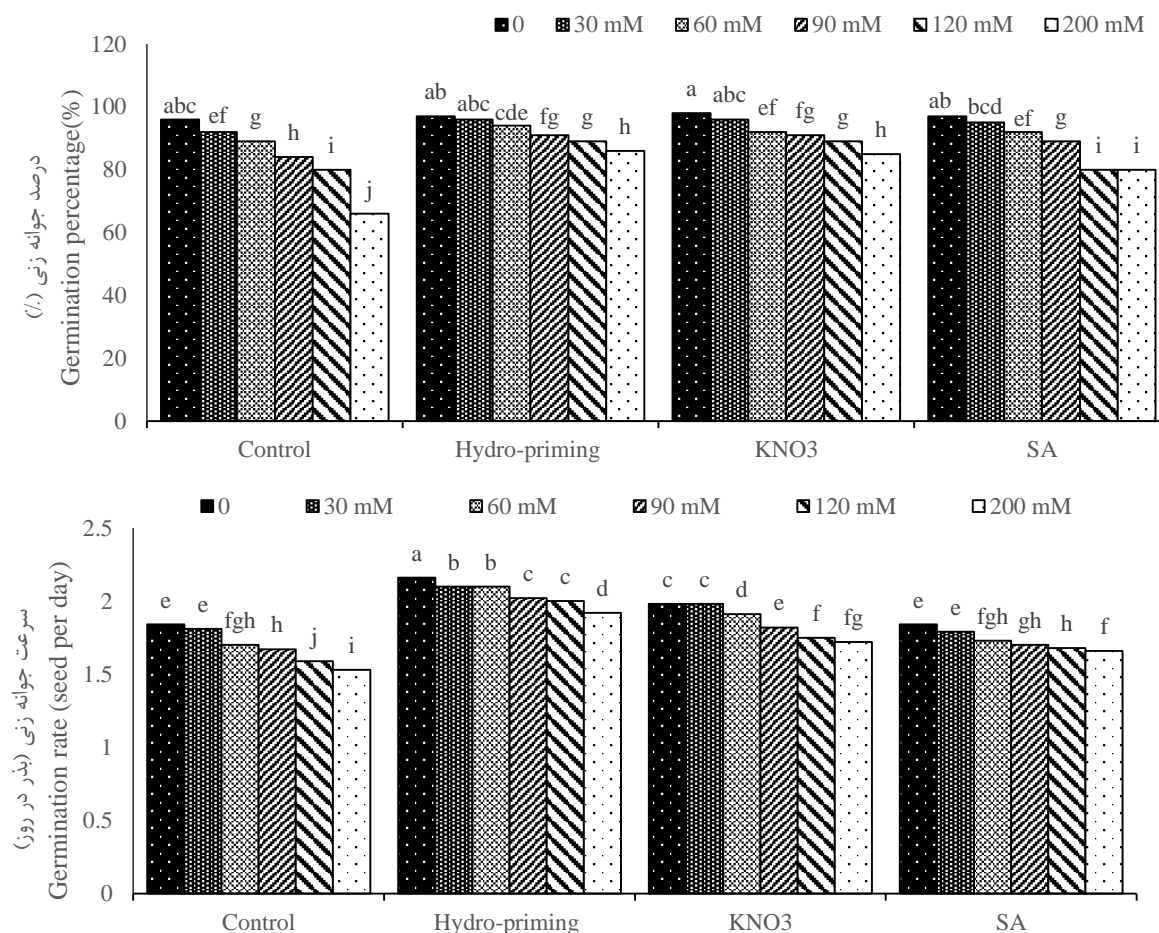 0 30 mM 60 mM 90 mM 120 mM 200 mM
120
100
80
60
40
20
0
درصد جوانه زنی (٪)
Germination percentage(%)
abc ef g h i j
ab abc cde fg g h
a abc ef fg g h
ab bcd ef g i i
Control Hydro-priming KNO3 SA
0 30 mM 60 mM 90 mM 120 mM 200 mM
2.5
2
1.5
1
0.5
0
سرعت جوانه زنی (بذر در روز)
Germination rate (seed per day)
e e fgh h j i
a b b c c d
c c d e f fg
e e fgh gh h f
Control Hydro-priming KNO3 SA